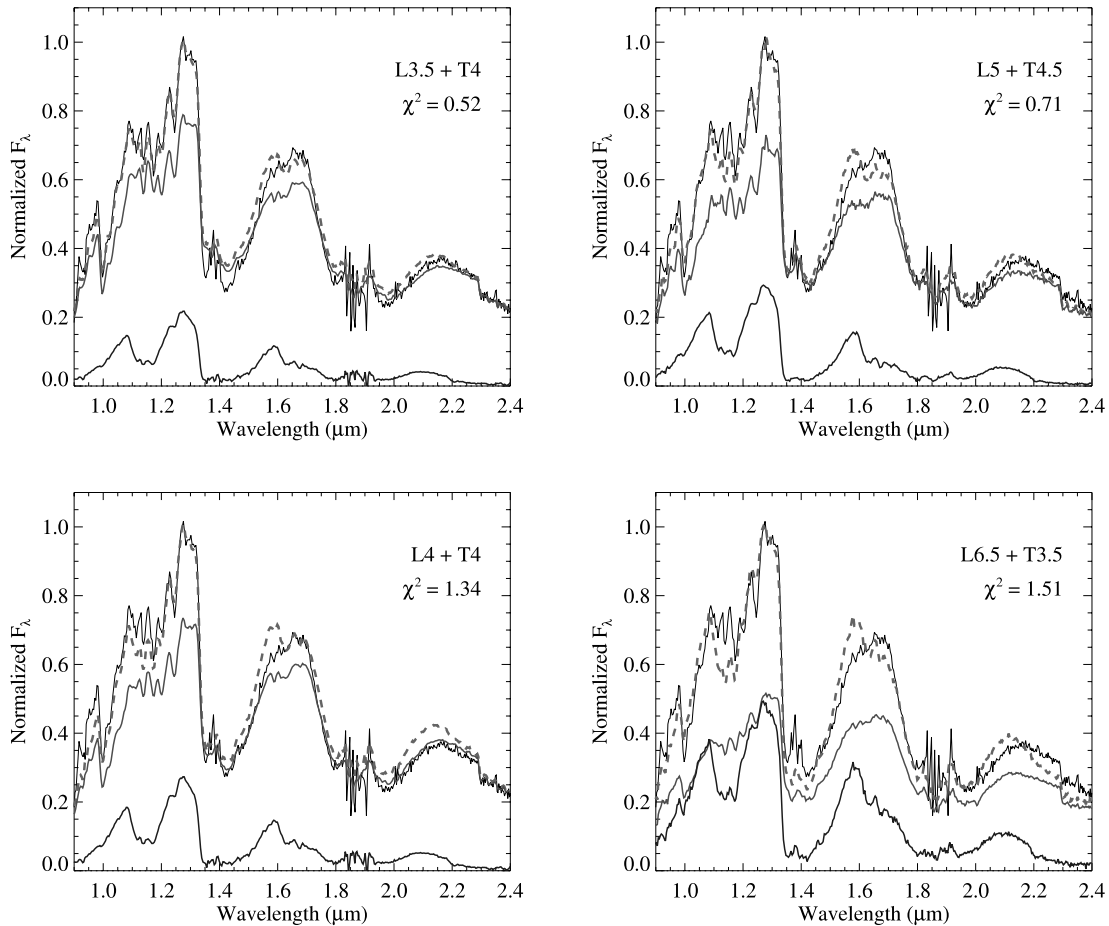 1.0
0.8
0.6
0.4
0.2
0.0
Normalized Fλ
L3.5 + T4
χ² = 0.52
1.0 1.2 1.4 1.6 1.8 2.0 2.2 2.4
Wavelength (μm)
1.0
0.8
0.6
0.4
0.2
0.0
Normalized Fλ
L5 + T4.5
χ² = 0.71
1.0 1.2 1.4 1.6 1.8 2.0 2.2 2.4
Wavelength (μm)
1.0
0.8
0.6
0.4
0.2
0.0
Normalized Fλ
L4 + T4
χ² = 1.34
1.0 1.2 1.4 1.6 1.8 2.0 2.2 2.4
Wavelength (μm)
1.0
0.8
0.6
0.4
0.2
0.0
Normalized Fλ
L6.5 + T3.5
χ² = 1.51
1.0 1.2 1.4 1.6 1.8 2.0 2.2 2.4
Wavelength (μm)